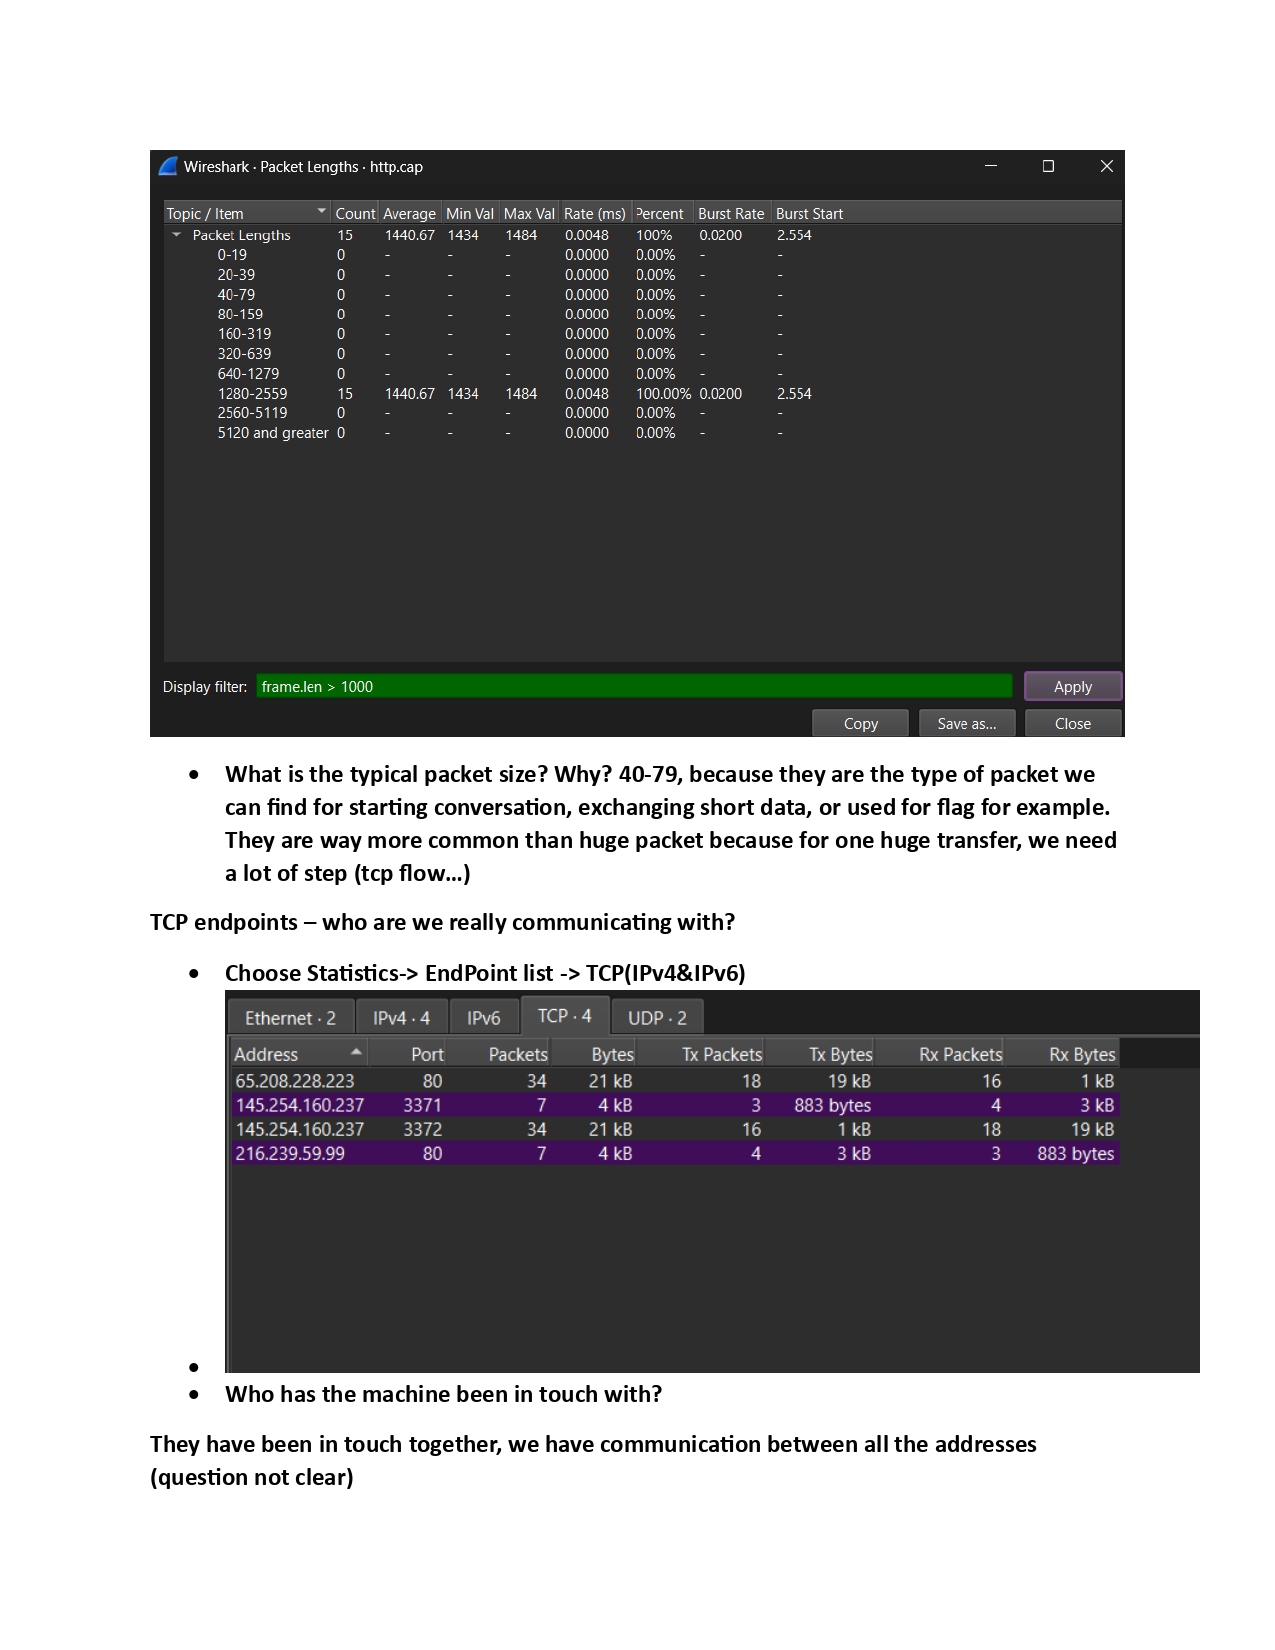 Wireshark · Packet Lengths · http.cap
Topic / Item Count Average Min Val Max Val Rate (ms) Percent Burst Rate Burst Start
Packet Lengths 15 1440.67 1434 1484 0.0048 100% 0.0200 2.554
0-19 0 - - - 0.0000 0.00% - -
20-39 0 - - - 0.0000 0.00% - -
40-79 0 - - - 0.0000 0.00% - -
80-159 0 - - - 0.0000 0.00% - -
160-319 0 - - - 0.0000 0.00% - -
320-639 0 - - - 0.0000 0.00% - -
640-1279 0 - - - 0.0000 0.00% - -
1280-2559 15 1440.67 1434 1484 0.0048 100.00% 0.0200 2.554
2560-5119 0 - - - 0.0000 0.00% - -
5120 and greater 0 - - - 0.0000 0.00% - -
Display filter: frame.len > 1000 Apply
Copy Save as... Close
• What is the typical packet size? Why? 40-79, because they are the type of packet we
can find for starting conversation, exchanging short data, or used for flag for example.
They are way more common than huge packet because for one huge transfer, we need
a lot of step (tcp flow…)
TCP endpoints – who are we really communicating with?
• Choose Statistics-> EndPoint list -> TCP(IPv4&IPv6)
Ethernet · 2 IPv4 · 4 IPv6 TCP · 4 UDP · 2
Address Port Packets Bytes Tx Packets Tx Bytes Rx Packets Rx Bytes
65.208.228.223 80 34 21 kB 18 19 kB 16 1 kB
145.254.160.237 3371 7 4 kB 3 883 bytes 4 3 kB
145.254.160.237 3372 34 21 kB 16 1 kB 18 19 kB
216.239.59.99 80 7 4 kB 4 3 kB 3 883 bytes
•
• Who has the machine been in touch with?
They have been in touch together, we have communication between all the addresses
(question not clear)